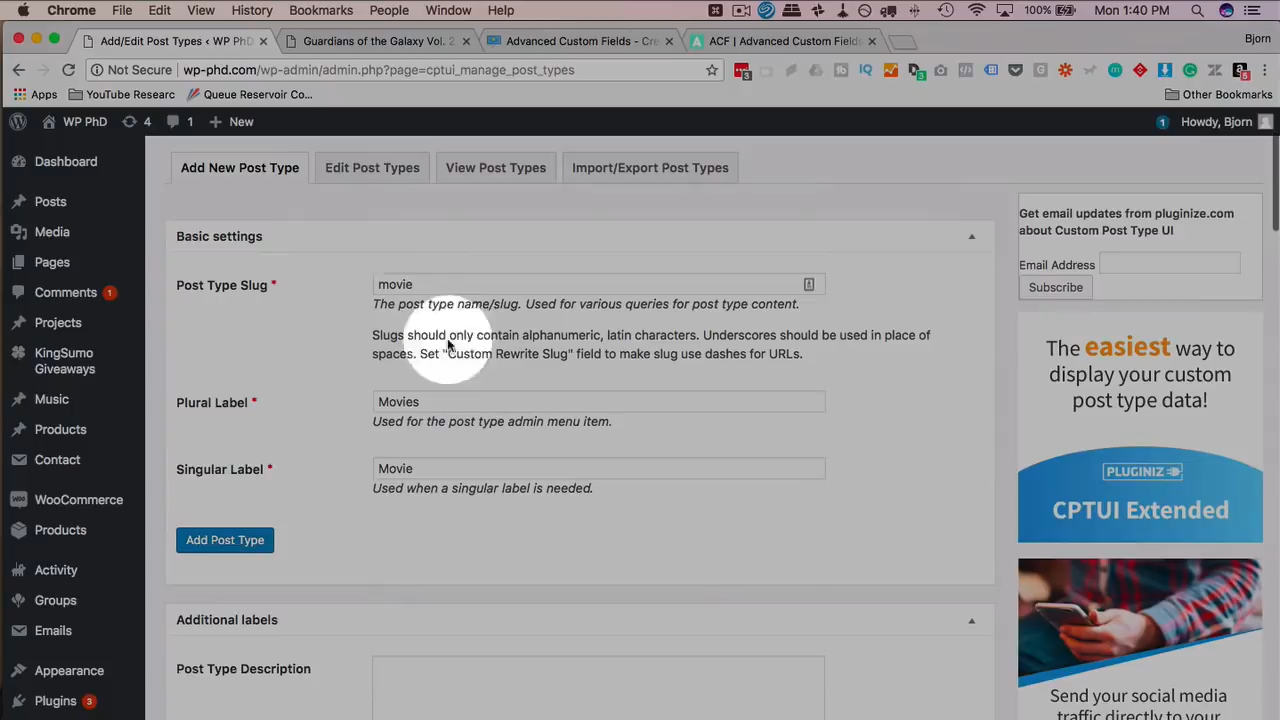 Chrome File Edit View History Bookmarks People Window Help 100% Mon 1:40 PM
Add/Edit Post Types ‹ WP PhD Guardians of the Galaxy Vol. 2. Advanced Custom Fields - Cre ACF | Advanced Custom Fields Bjorn
Not Secure wp-phd.com/wp-admin/admin.php?page=cptui_manage_post_types
Apps YouTube Researc Queue Reservoir Co... Other Bookmarks
WP PhD 4 1 + New 1 Howdy, Bjorn
Dashboard
Posts
Media
Pages
Comments 1
Projects
KingSumo
Giveaways
Music
Products
Contact
WooCommerce
Products
Activity
Groups
Emails
Appearance
Plugins 3
Add New Post Type Edit Post Types View Post Types Import/Export Post Types
Basic settings
Post Type Slug * movie
The post type name/slug. Used for various queries for post type content.
Slugs should only contain alphanumeric, latin characters. Underscores should be used in place of
spaces. Set "Custom Rewrite Slug" field to make slug use dashes for URLs.
Plural Label * Movies
Used for the post type admin menu item.
Singular Label * Movie
Used when a singular label is needed.
Add Post Type
Additional labels
Post Type Description
Get email updates from pluginize.com
about Custom Post Type UI
Email Address
Subscribe
The easiest way to
display your custom
post type data!
PLUGINIZ
CPTUI Extended
Send your social media
traffic directly to your